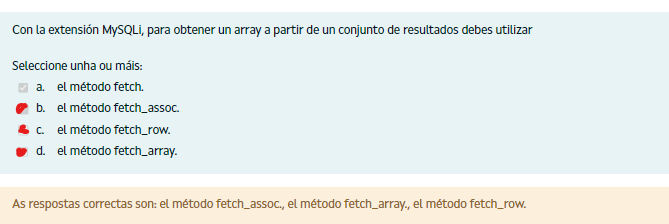 Con la extensión MySQLi, para obtener un array a partir de un conjunto de resultados debes utilizar
Seleccione unha ou máis:
a. el método fetch.
b. el método fetch_assoc.
c. el método fetch_row.
d. el método fetch_array.
As respostas correctas son: el método fetch_assoc., el método fetch_array., el método fetch_row.